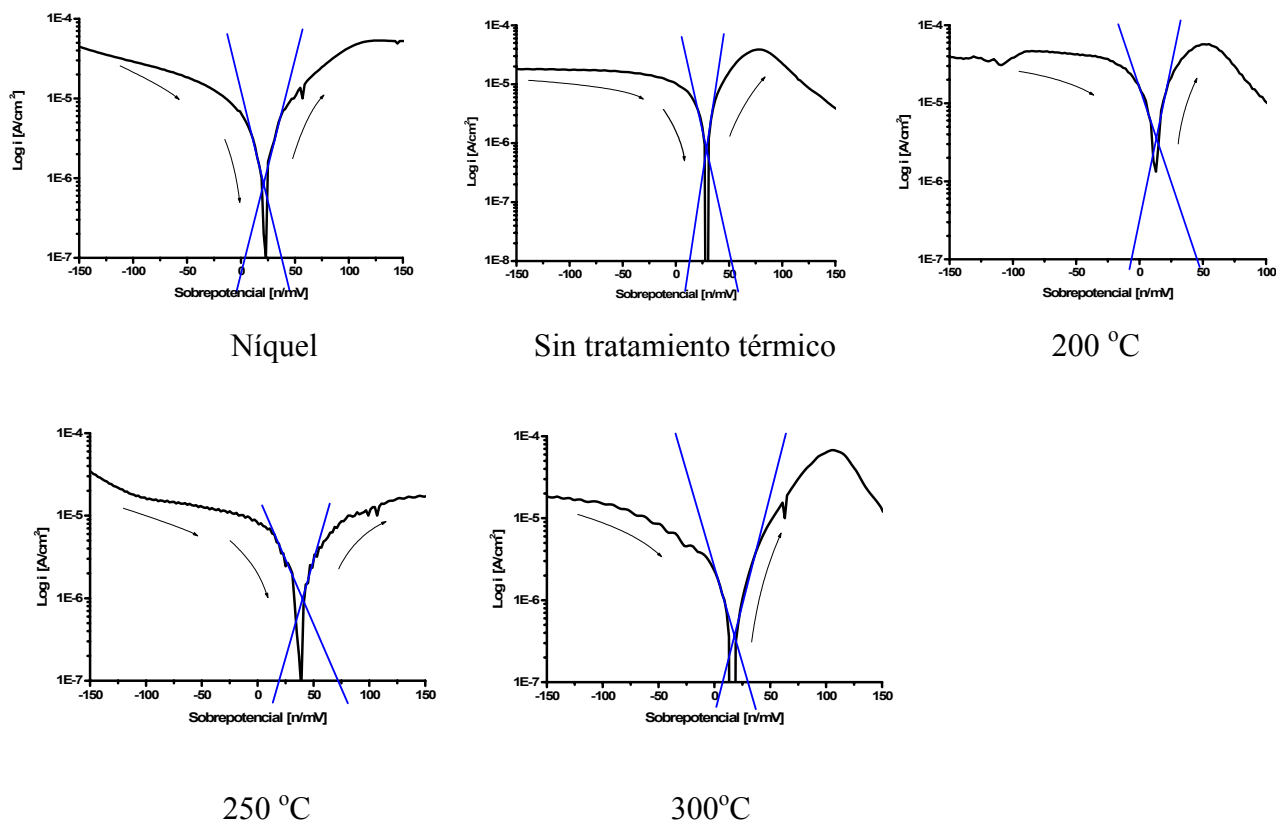 1E-4
1E-5
1E-6
1E-7
Log i [A/cm²]
-150 -100 -50 0 50 100 150
Sobrepotencial [n/mV]
Níquel
1E-4
1E-5
1E-6
1E-7
1E-8
Log i [A/cm²]
-150 -100 -50 0 50 100 150
Sobrepotencial [n/mV]
Sin tratamiento térmico
1E-4
1E-5
1E-6
1E-7
Log i [A/cm²]
-150 -100 -50 0 50 100
Sobrepotencial [n/mV]
200 °C
1E-4
1E-5
1E-6
1E-7
Log i [A/cm²]
-150 -100 -50 0 50 100 150
Sobrepotencial [n/mV]
250 °C
1E-4
1E-5
1E-6
1E-7
Log i [A/cm²]
-150 -100 -50 0 50 100 150
Sobrepotencial [n/mV]
300°C